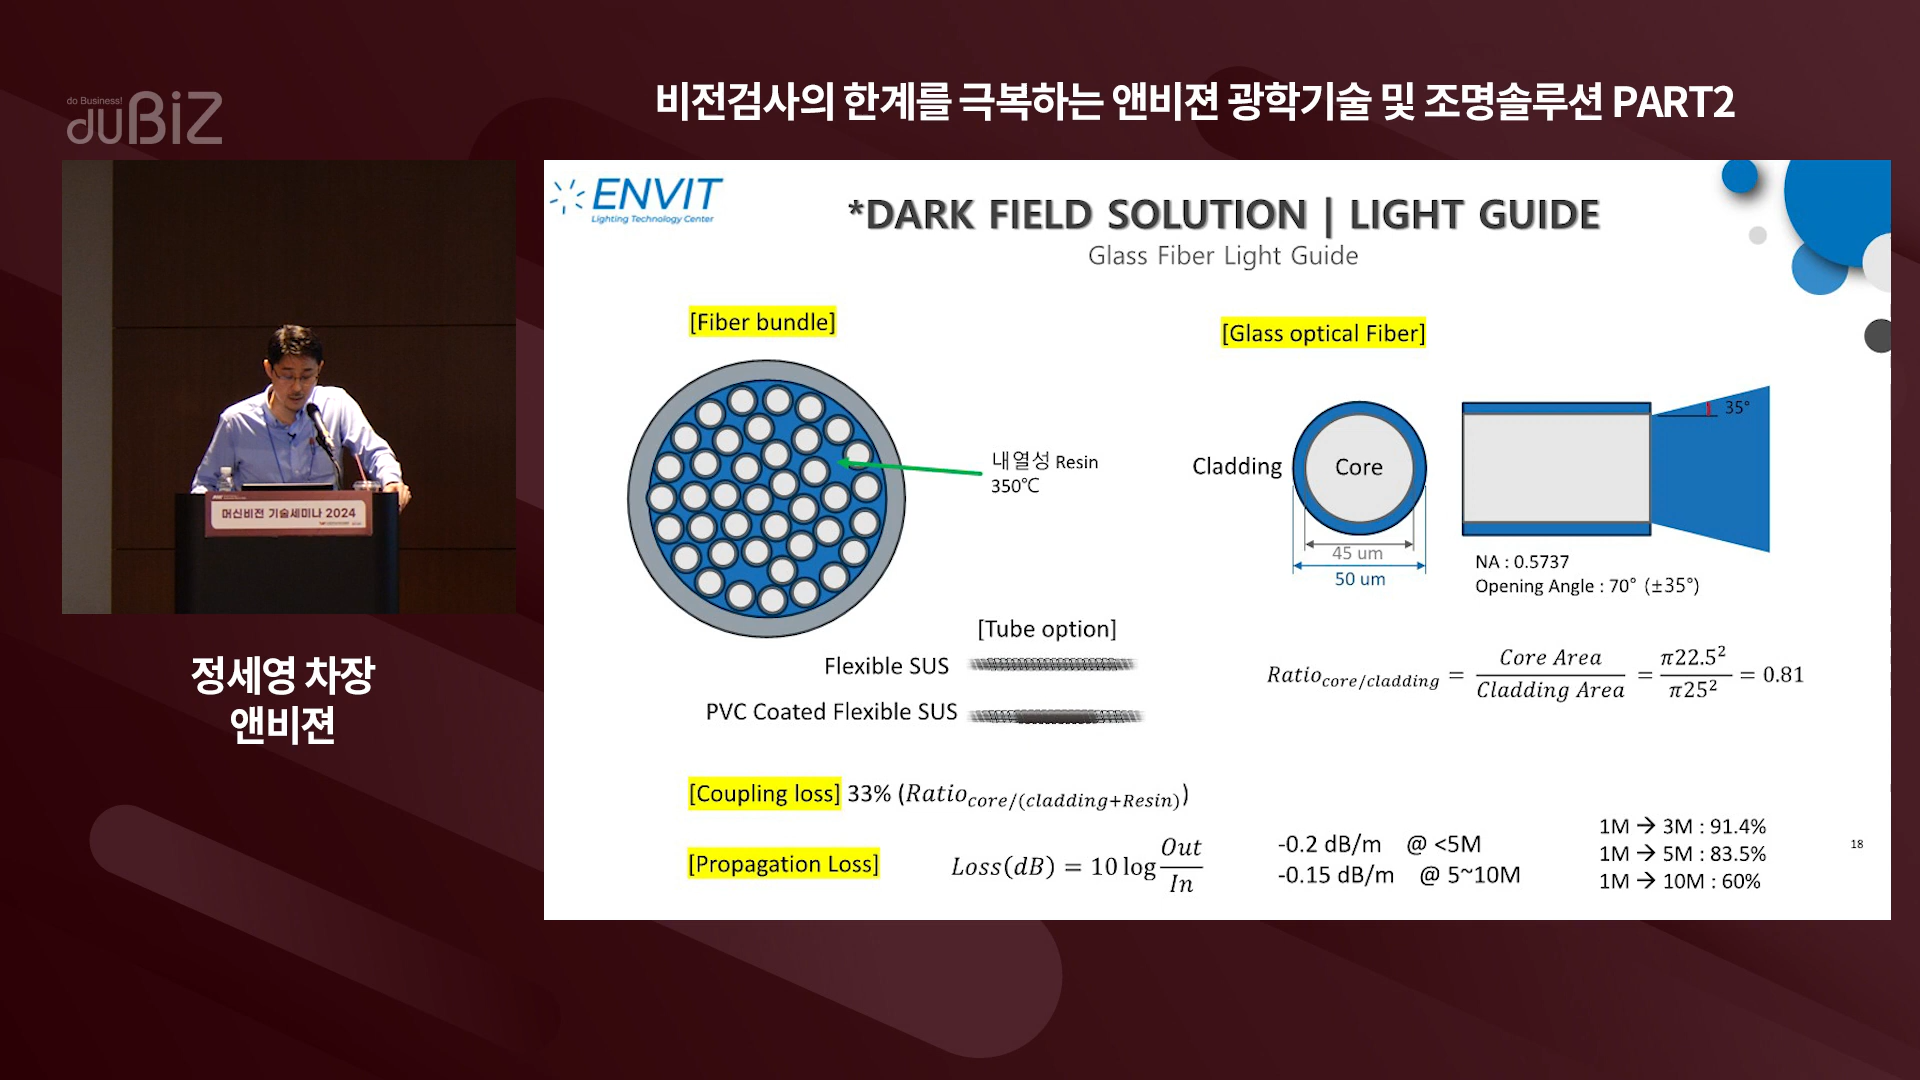 do Business!
duBiZ
비전검사의 한계를 극복하는 앤비젼 광학기술 및 조명솔루션 PART2
머신비전 기술세미나 2024
정세영 차장
앤비젼
ENVIT
Lighting Technology Center
*DARK FIELD SOLUTION | LIGHT GUIDE
Glass Fiber Light Guide
[Fiber bundle]
내열성 Resin
350℃
[Glass optical Fiber]
Cladding
Core
45 um
50 um
35°
NA : 0.5737
Opening Angle : 70° (±35°)
[Tube option]
Flexible SUS
PVC Coated Flexible SUS
Ratio core/cladding = Core Area / Cladding Area = π22.5² / π25² = 0.81
[Coupling loss] 33% (Ratio core/(cladding+Resin))
[Propagation Loss] Loss(dB) = 10 log Out / In
-0.2 dB/m @ <5M
-0.15 dB/m @ 5~10M
1M → 3M : 91.4%
1M → 5M : 83.5%
1M → 10M : 60%
18